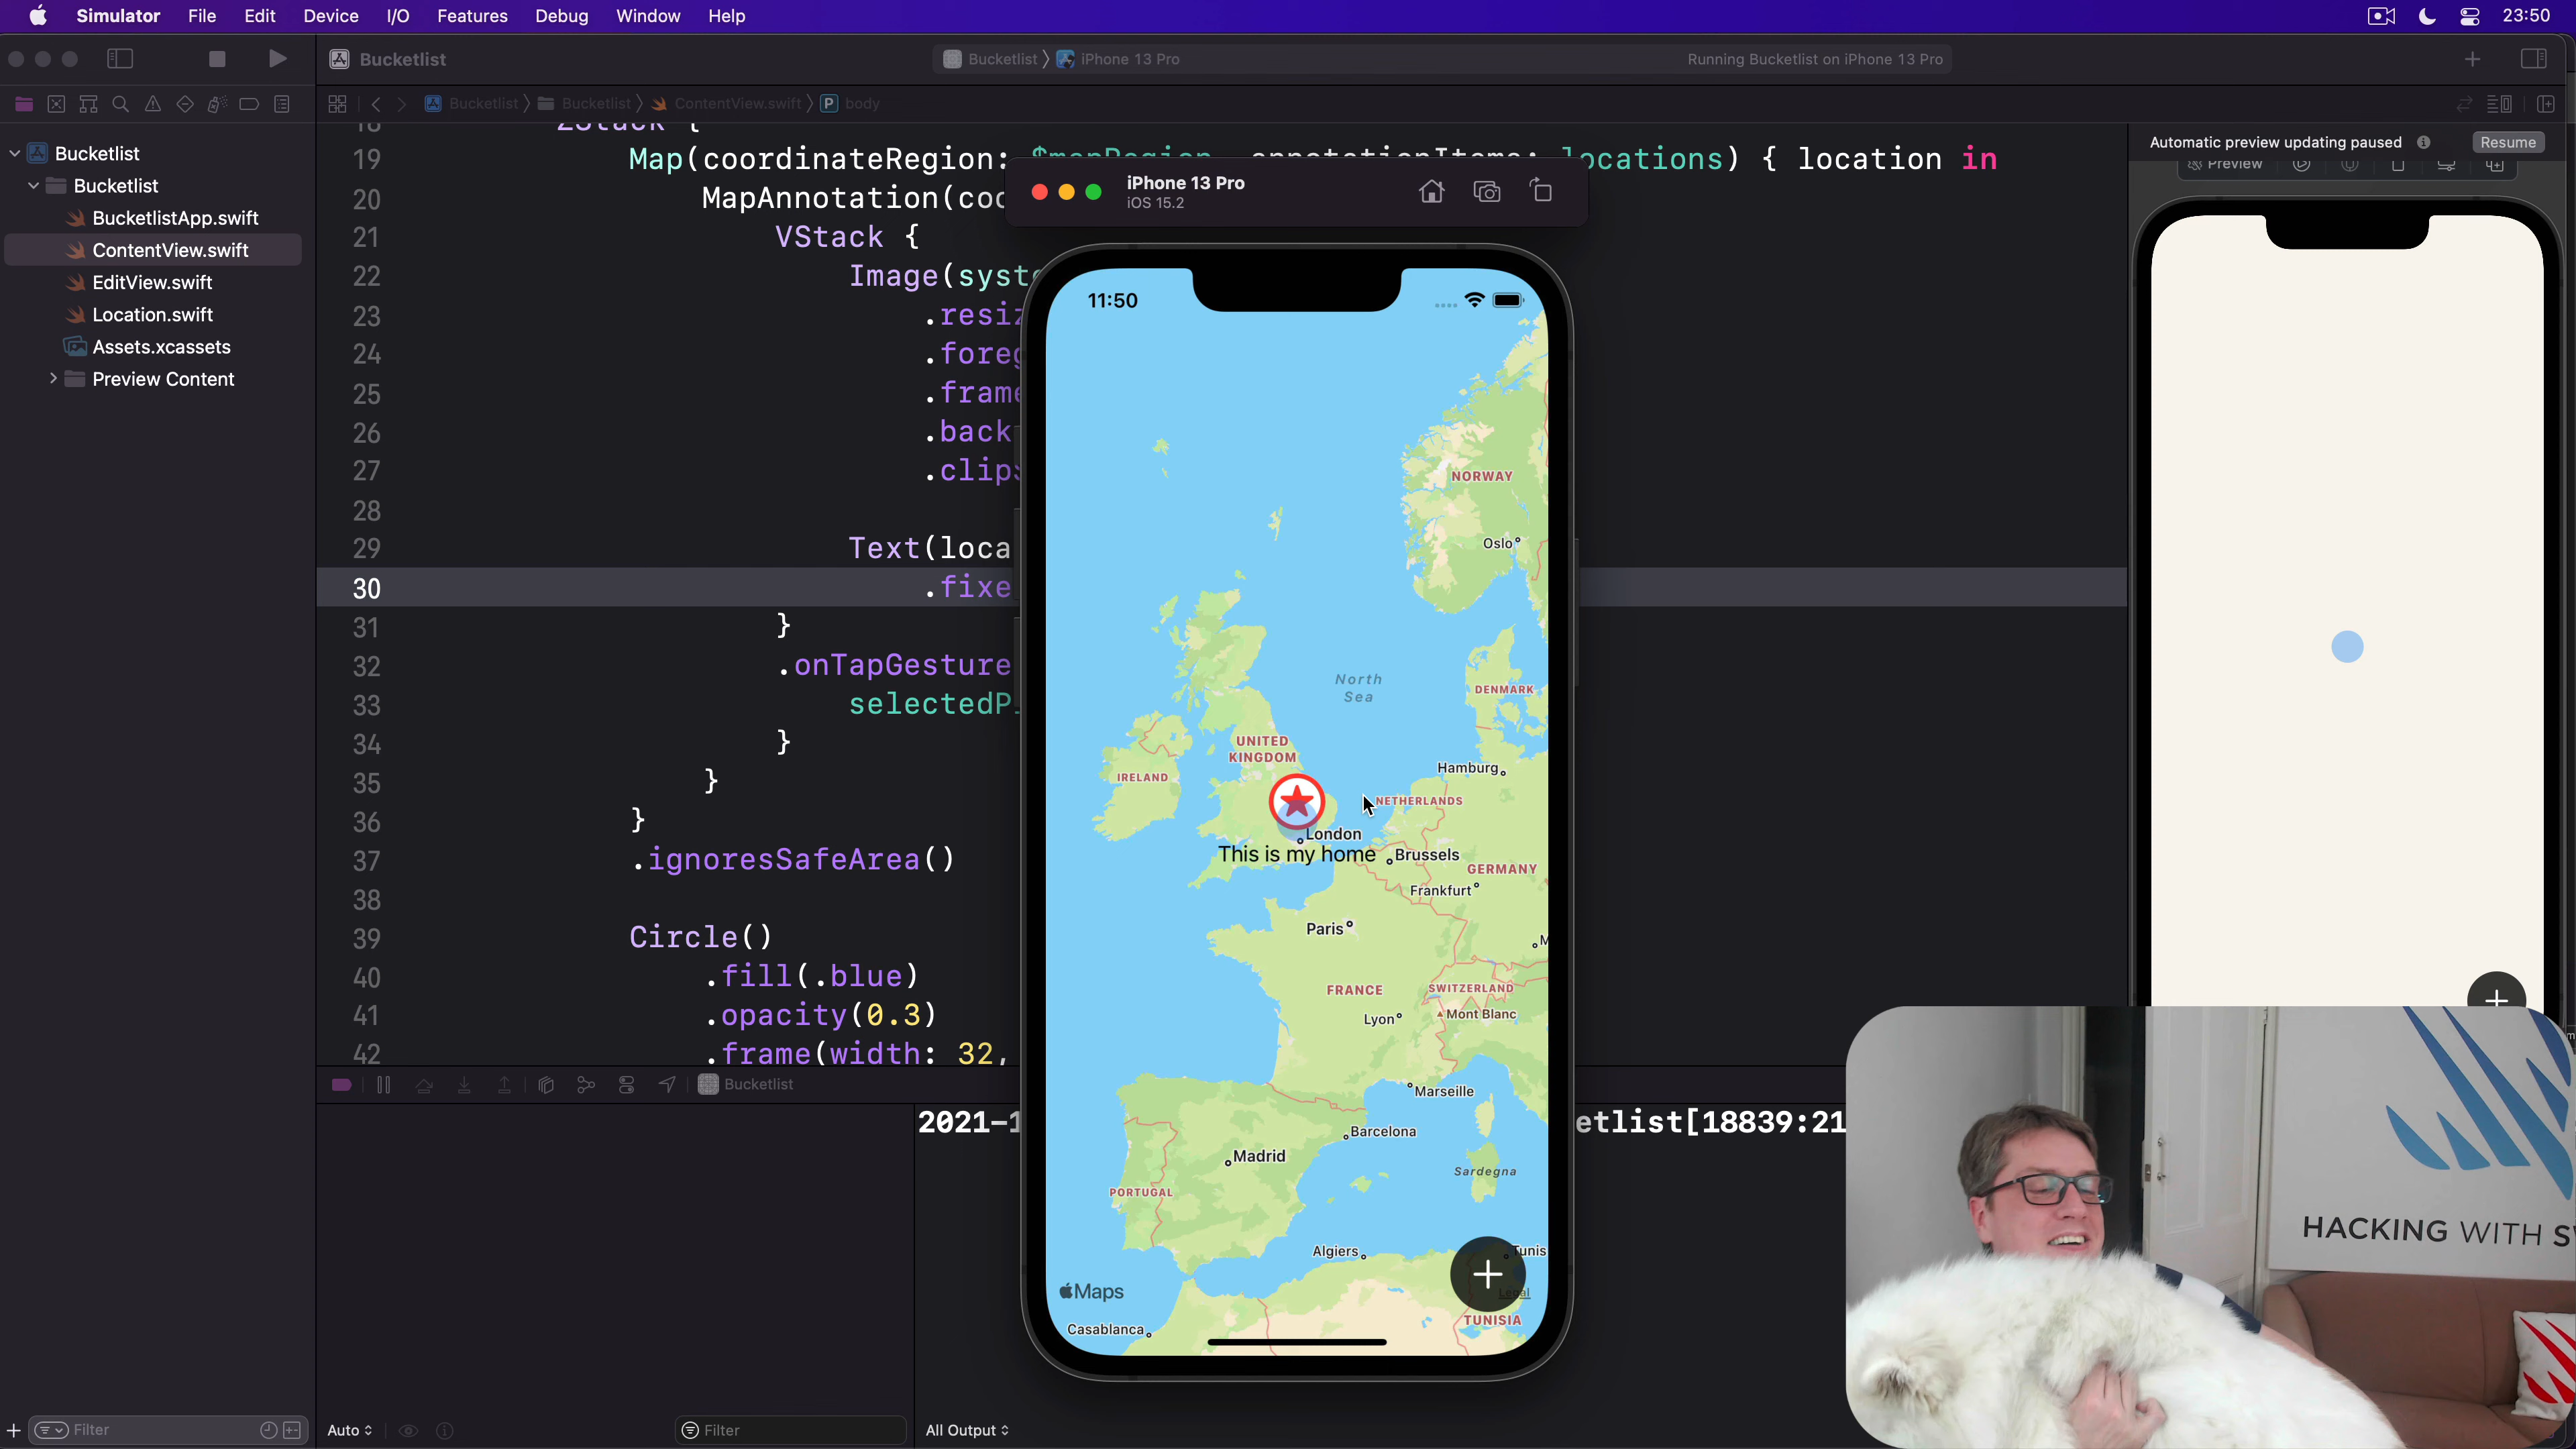 Simulator File Edit Device I/O Features Debug Window Help 23:50
Bucketlist Bucketlist iPhone 13 Pro Running Bucketlist on iPhone 13 Pro
Bucketlist Bucketlist ContentView.swift body
Automatic preview updating paused Resume
Preview
Bucketlist
Bucketlist
BucketlistApp.swift
ContentView.swift
EditView.swift
Location.swift
Assets.xcassets
Preview Content
18 ZStack {
19 Map(coordinateRegion: $mapRegion, annotationItems: locations) { location in
20 MapAnnotation(coo
21 VStack {
22 Image(syst
23 .resiz
24 .foreg
25 .frame
26 .back
27 .clips
28
29 Text(loca
30 .fixe
31 }
32 .onTapGesture
33 selectedP
34 }
35 }
36 }
37 .ignoresSafeArea()
38
39 Circle()
40 .fill(.blue)
41 .opacity(0.3)
42 .frame(width: 32,
iPhone 13 Pro
iOS 15.2
11:50
NORWAY
Oslo
North
Sea
DENMARK
UNITED
KINGDOM
IRELAND
Hamburg
NETHERLANDS
London
This is my home
Brussels
GERMANY
Frankfurt
Paris
M
FRANCE
SWITZERLAND
Lyon
Mont Blanc
Marseille
Barcelona
Madrid
Sardegna
PORTUGAL
Algiers
Tunis
Maps
Legal
TUNISIA
Casablanca
Bucketlist
2021-1
etlist[18839:21
HACKING WITH S
Filter
Auto
Filter
All Output